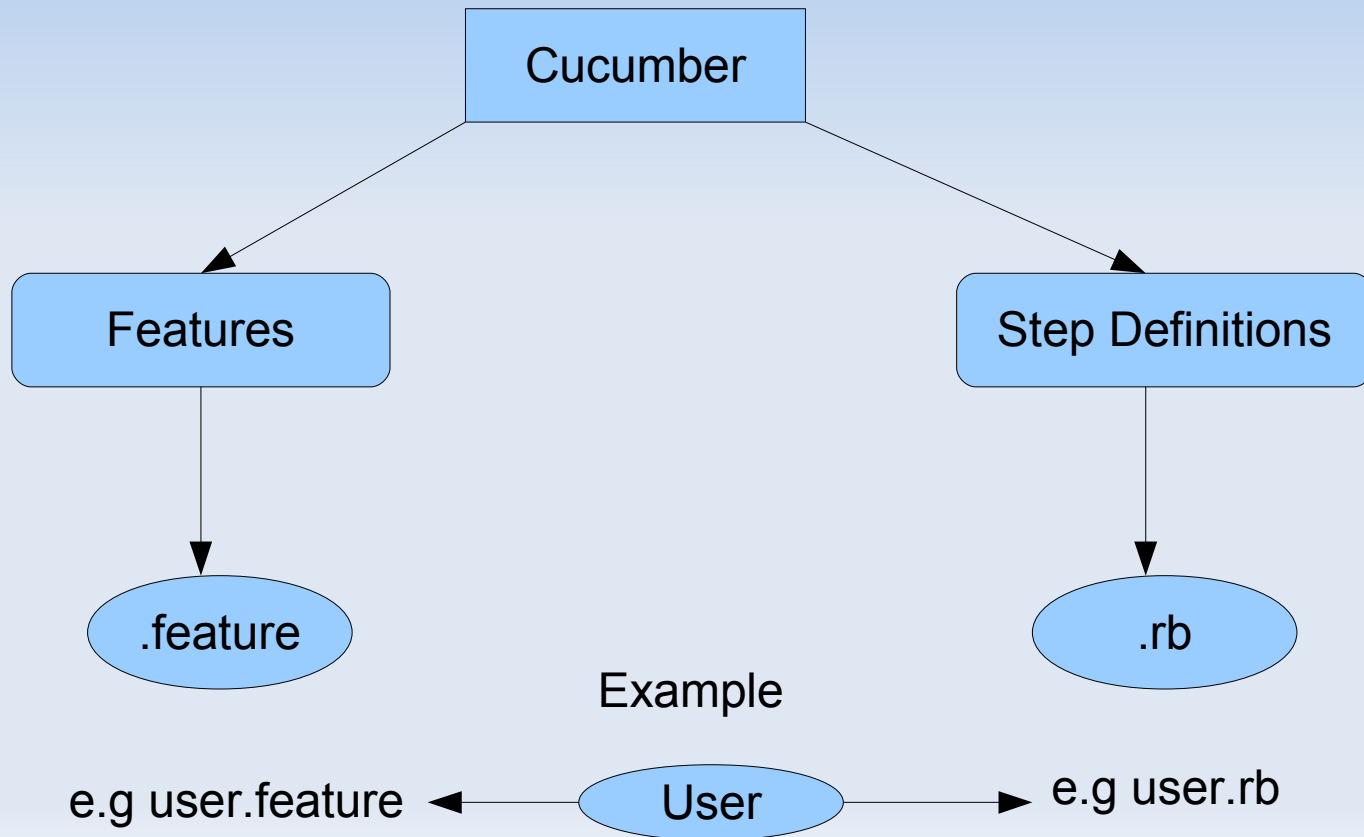 Cucumber
Features
Step Definitions
.feature
.rb
Example
e.g user.feature
User
e.g user.rb